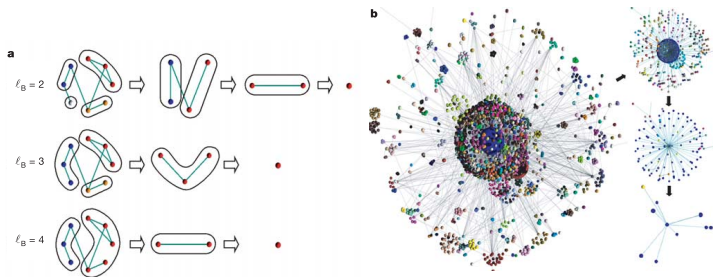 a
ℓB = 2
ℓB = 3
ℓB = 4
b